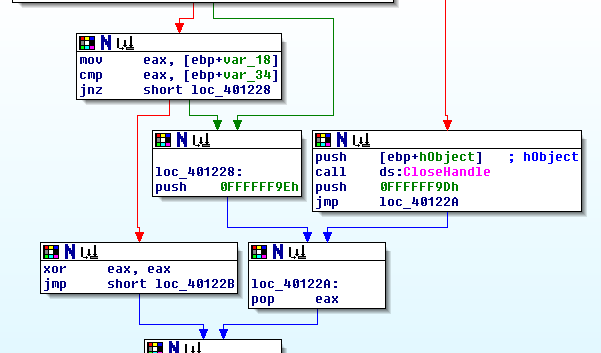 mov eax, [ebp+var_18]
cmp eax, [ebp+var_34]
jnz short loc_401228
loc_401228:
push 0FFFFFF9Eh
push [ebp+hObject] ; hObject
call ds:CloseHandle
push 0FFFFFF9Dh
jmp loc_40122A
xor eax, eax
jmp short loc_40122B
loc_40122A:
pop eax